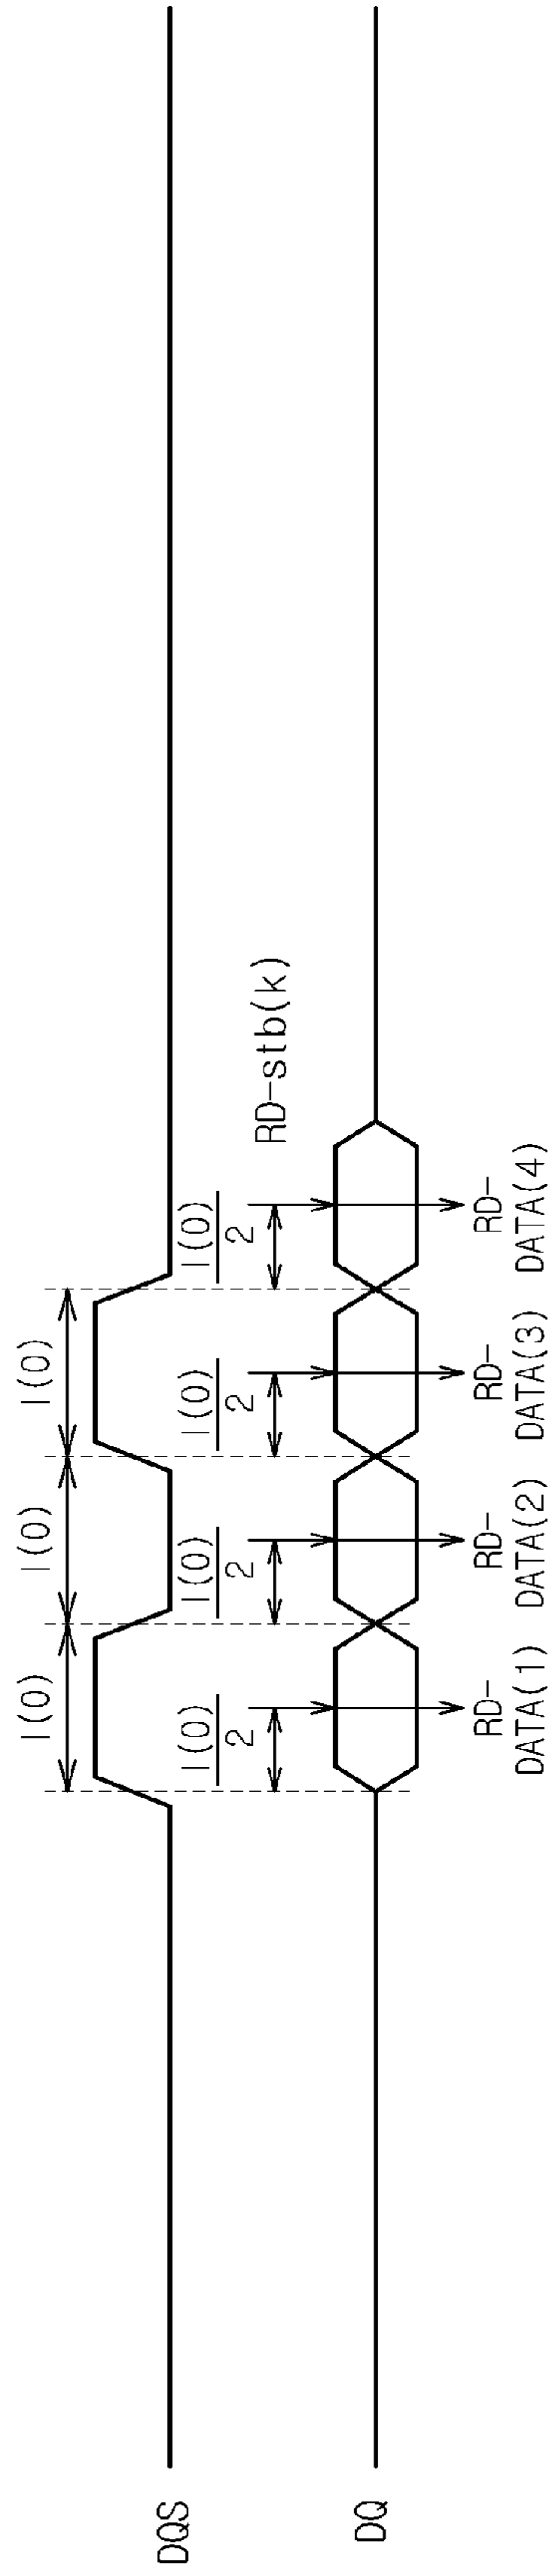 I(0)
I(0)
I(0)
DQS
I(0)
2
I(0)
2
I(0)
2
I(0)
2
RD-stb(k)
DQ
RD-
DATA(1)
RD-
DATA(2)
RD-
DATA(3)
RD-
DATA(4)